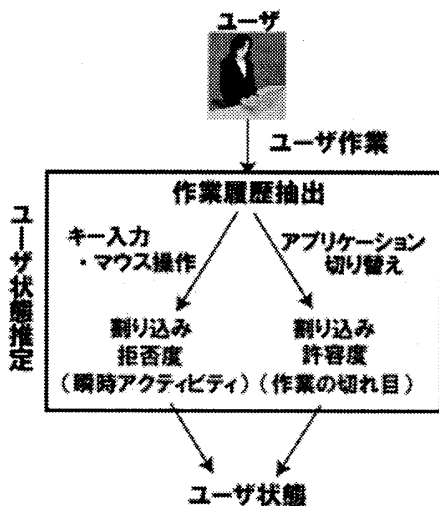 ユーザ
ユーザ作業
ユーザ状態推定
作業履歴抽出
キー入力
・マウス操作
アプリケーション
切り替え
割り込み
拒否度
(瞬時アクティビティ)
割り込み
許容度
(作業の切れ目)
ユーザ状態